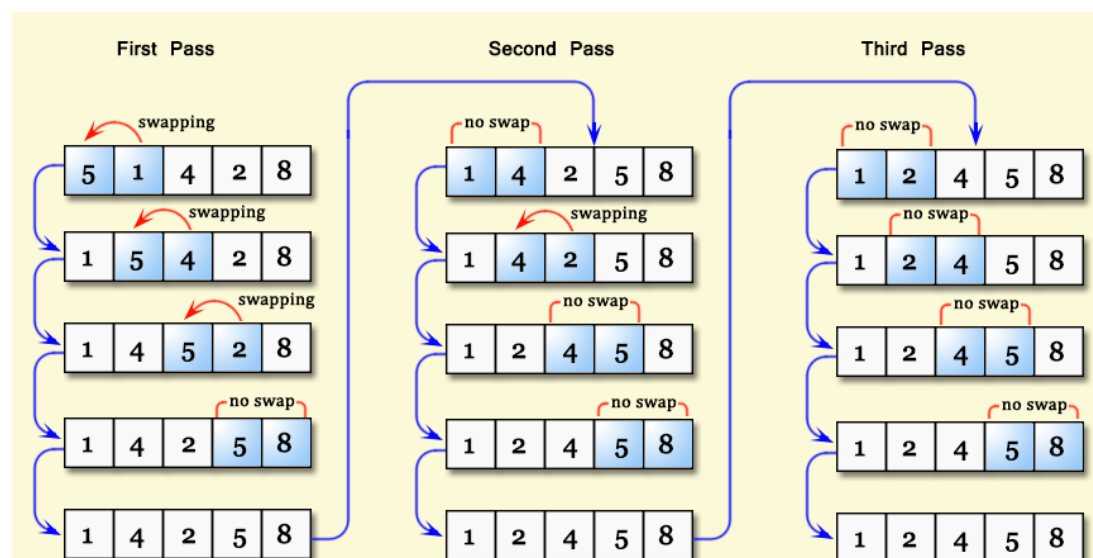 First Pass
swapping
5 1 4 2 8
swapping
1 5 4 2 8
swapping
1 4 5 2 8
no swap
1 4 2 5 8
1 4 2 5 8
Second Pass
no swap
1 4 2 5 8
swapping
1 4 2 5 8
no swap
1 2 4 5 8
no swap
1 2 4 5 8
1 2 4 5 8
Third Pass
no swap
1 2 4 5 8
no swap
1 2 4 5 8
no swap
1 2 4 5 8
no swap
1 2 4 5 8
1 2 4 5 8